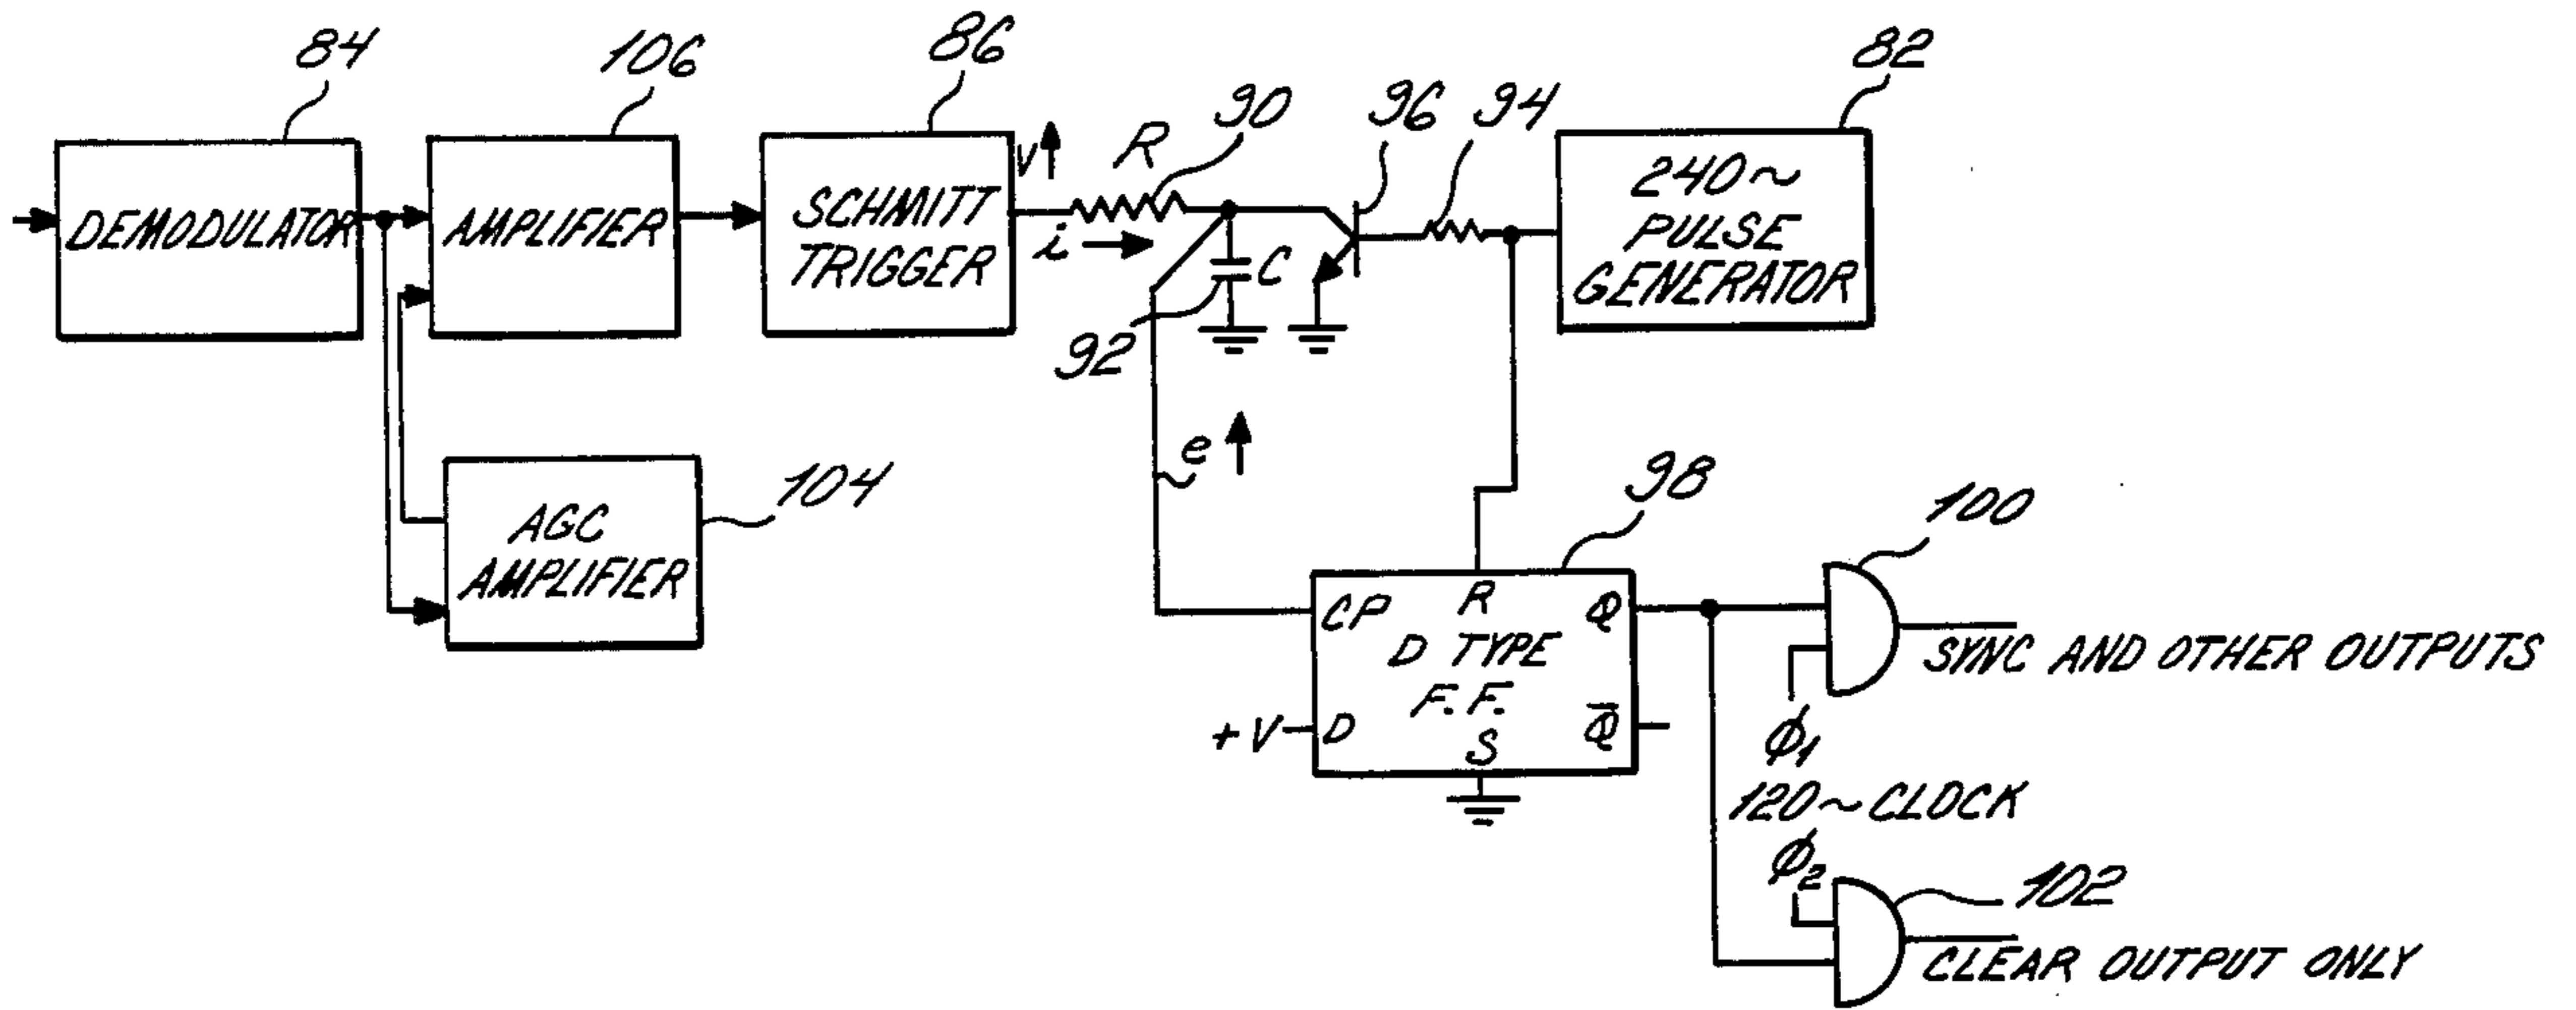 84
106
86
90
96
94
82
DEMODULATOR
AMPLIFIER
SCHMITT
TRIGGER
V
R
i
C
92
240~
PULSE
GENERATOR
e
AGC
AMPLIFIER
104
98
100
CP
R
Q
D TYPE
F.F.
+V
D
S
Q̅
SYNC AND OTHER OUTPUTS
ϕ1
120~CLOCK
ϕ2
102
CLEAR OUTPUT ONLY